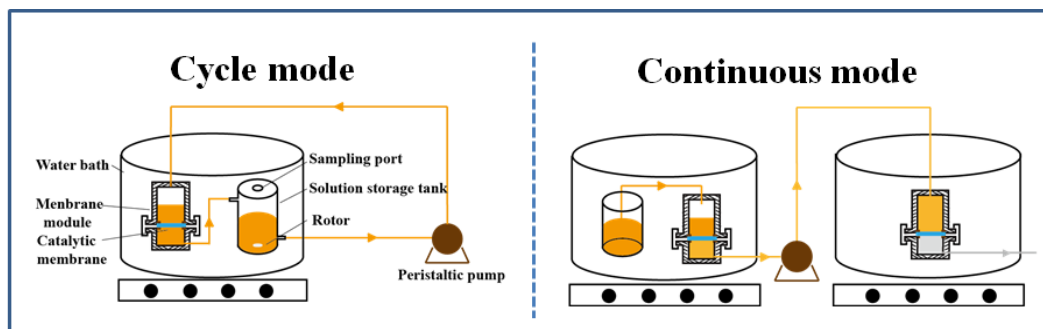 Cycle mode
Continuous mode
Water bath
Sampling port
Solution storage tank
Menbrane
module
Rotor
Catalytic
membrane
Peristaltic pump